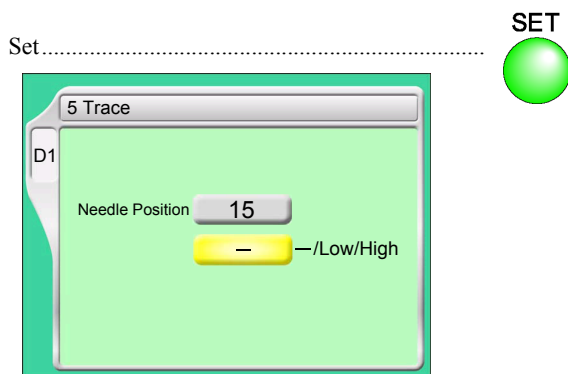 SET
Set......................................................................
5 Trace
D1
Needle Position 15
— —/Low/High